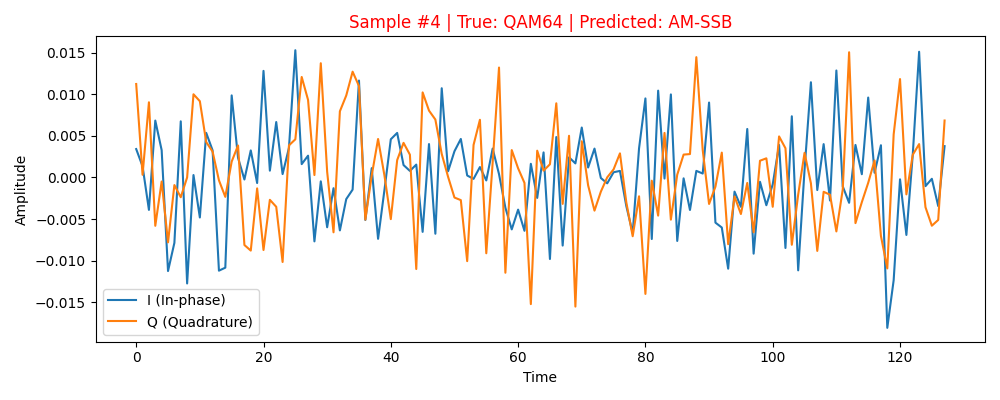 Sample #4 | True: QAM64 | Predicted: AM-SSB
0.015
0.010
0.005
0.000
−0.005
−0.010
−0.015
Amplitude
I (In-phase)
Q (Quadrature)
0 20 40 60 80 100 120
Time